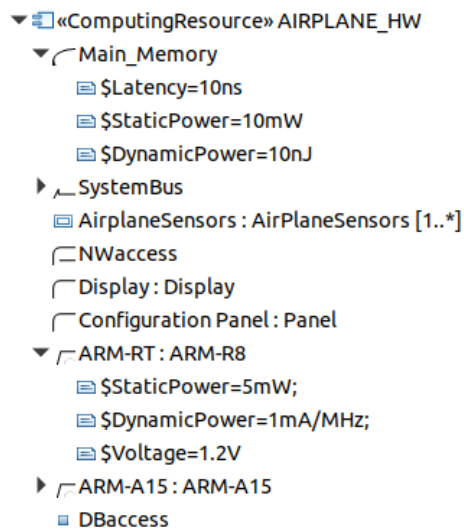 «ComputingResource» AIRPLANE_HW
Main_Memory
$Latency=10ns
$StaticPower=10mW
$DynamicPower=10nJ
SystemBus
AirplaneSensors : AirPlaneSensors [1..*]
NWaccess
Display : Display
Configuration Panel : Panel
ARM-RT : ARM-R8
$StaticPower=5mW;
$DynamicPower=1mA/MHz;
$Voltage=1.2V
ARM-A15 : ARM-A15
DBaccess